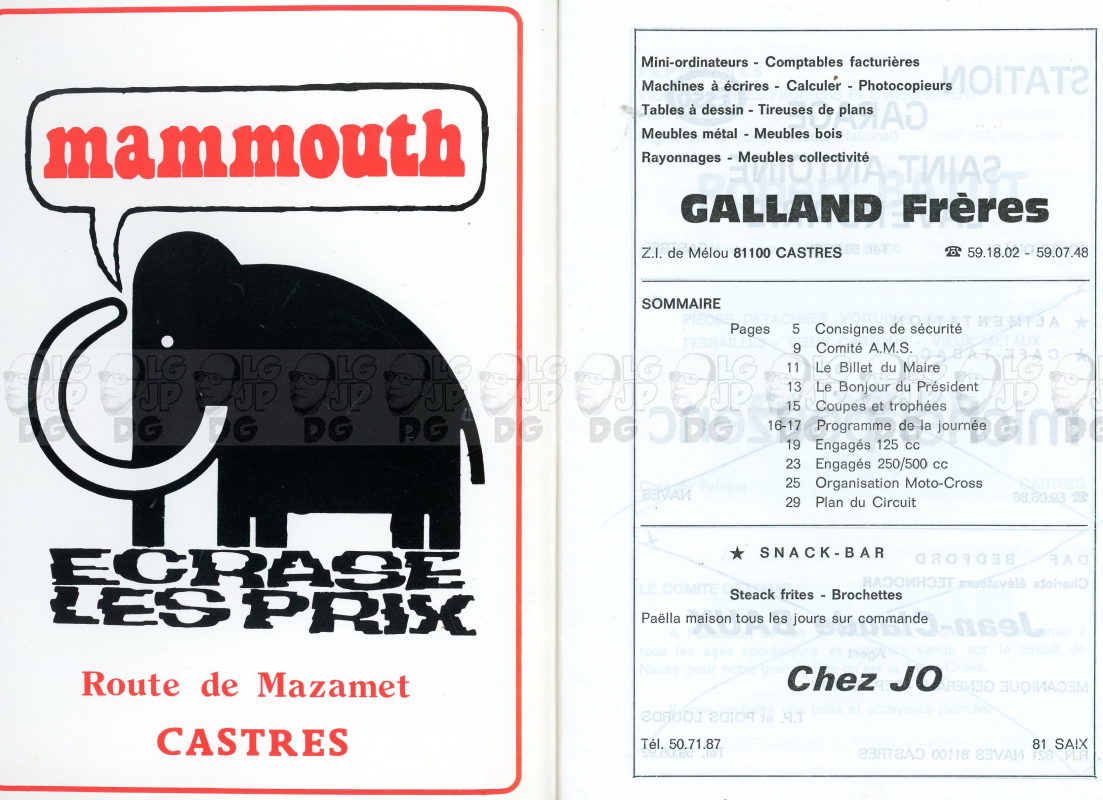 mammouth
ECRASE
LES PRIX
Route de Mazamet
CASTRES
Mini-ordinateurs - Comptables facturières
Machines à écrires - Calculer - Photocopieurs
Tables à dessin - Tireuses de plans
Meubles métal - Meubles bois
Rayonnages - Meubles collectivité
GALLAND Frères
Z.I. de Mélou 81100 CASTRES ☎ 59.18.02 - 59.07.48
SOMMAIRE
Pages 5 Consignes de sécurité
9 Comité A.M.S.
11 Le Billet du Maire
13 Le Bonjour du Président
15 Coupes et trophées
16-17 Programme de la journée
19 Engagés 125 cc
23 Engagés 250/500 cc
25 Organisation Moto-Cross
29 Plan du Circuit
★ SNACK-BAR
Steack frites - Brochettes
Paëlla maison tous les jours sur commande
Chez JO
Tél. 50.71.87 81 SAIX
LG
JP
DG